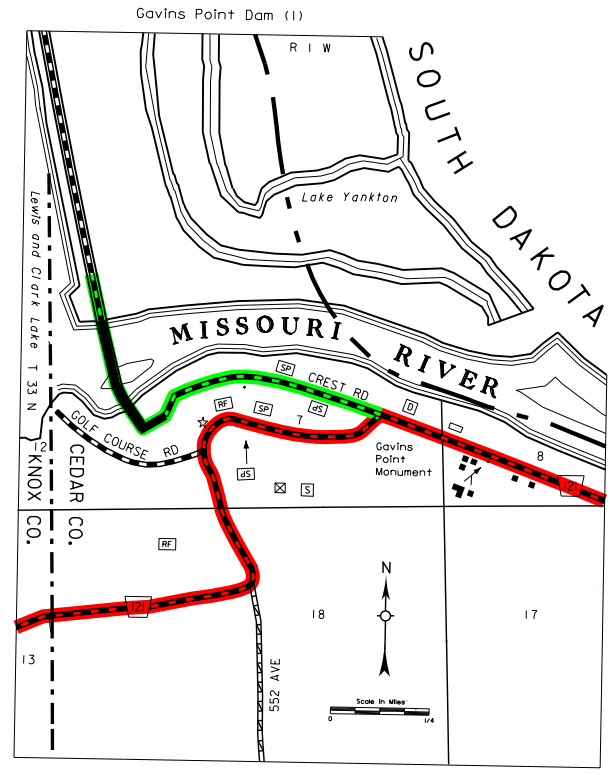 Gavins Point Dam (1)
R 1 W
SOUTH DAKOTA
Lake Yankton
Lewis and Clark Lake
T 33 N
MISSOURI RIVER
SP
CREST RD
RF
SP
SP
D
7
GOLF COURSE RD
12
KNOX CO.
CEDAR CO.
Gavins
Point
Monument
8
SP
S
121
RF
N
121
18
17
13
552 AVE
Scale in Miles
0 1/4